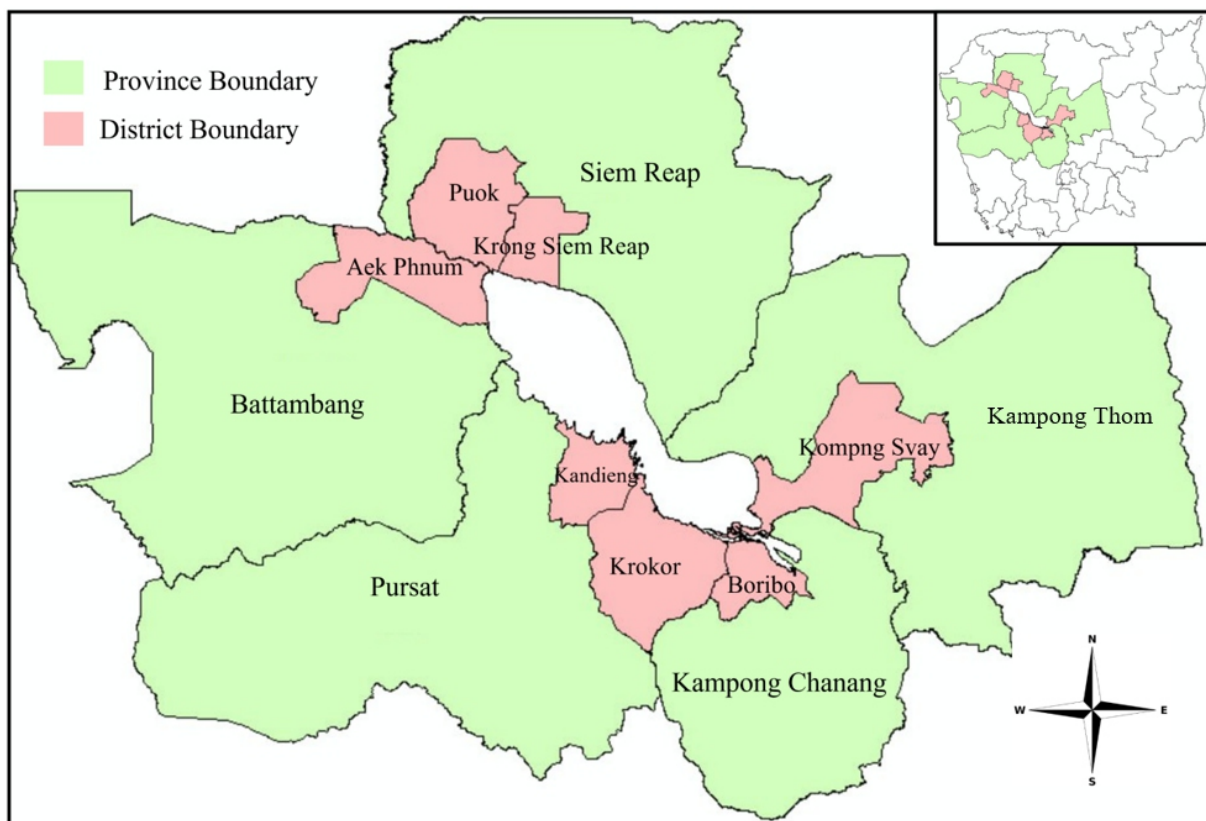 Province Boundary
District Boundary
Siem Reap
Puok
Krong Siem Reap
Aek Phnum
Battambang
Kampong Thom
Kompng Svay
Kandieng
Krokor
Boribo
Pursat
Kampong Chanang
N
W
E
S